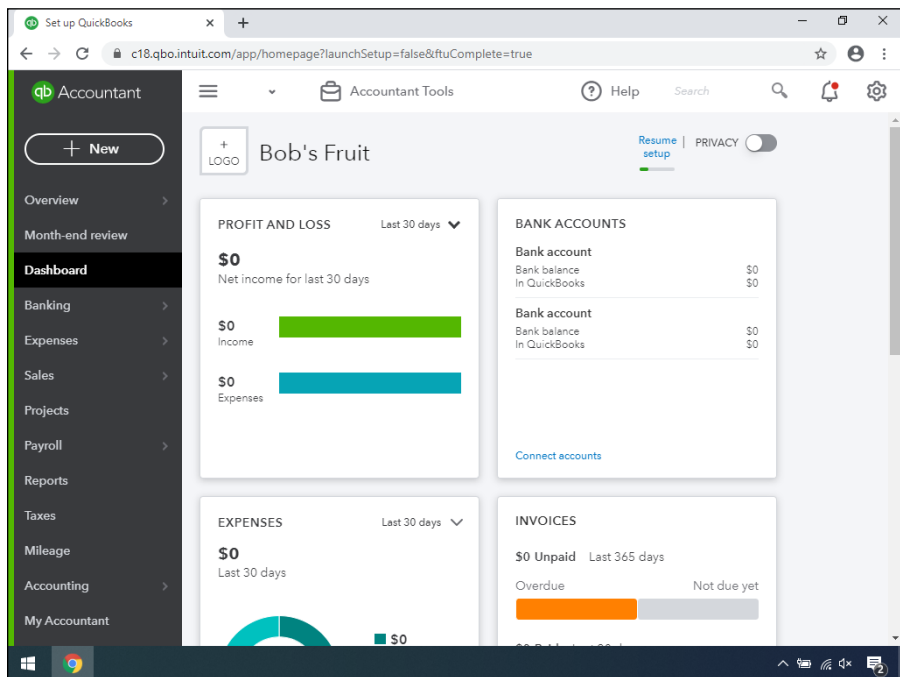 Set up QuickBooks
c18.qbo.intuit.com/app/homepage?launchSetup=false&ftuComplete=true
qb Accountant
Accountant Tools
? Help
Search
+ New
Overview
Month-end review
Dashboard
Banking
Expenses
Sales
Projects
Payroll
Reports
Taxes
Mileage
Accounting
My Accountant
+
LOGO
Bob's Fruit
Resume
setup
| PRIVACY
PROFIT AND LOSS
Last 30 days
$0
Net income for last 30 days
$0
Income
$0
Expenses
BANK ACCOUNTS
Bank account
Bank balance $0
In QuickBooks $0
Bank account
Bank balance $0
In QuickBooks $0
Connect accounts
EXPENSES
Last 30 days
$0
Last 30 days
$0
INVOICES
$0 Unpaid Last 365 days
Overdue Not due yet
2